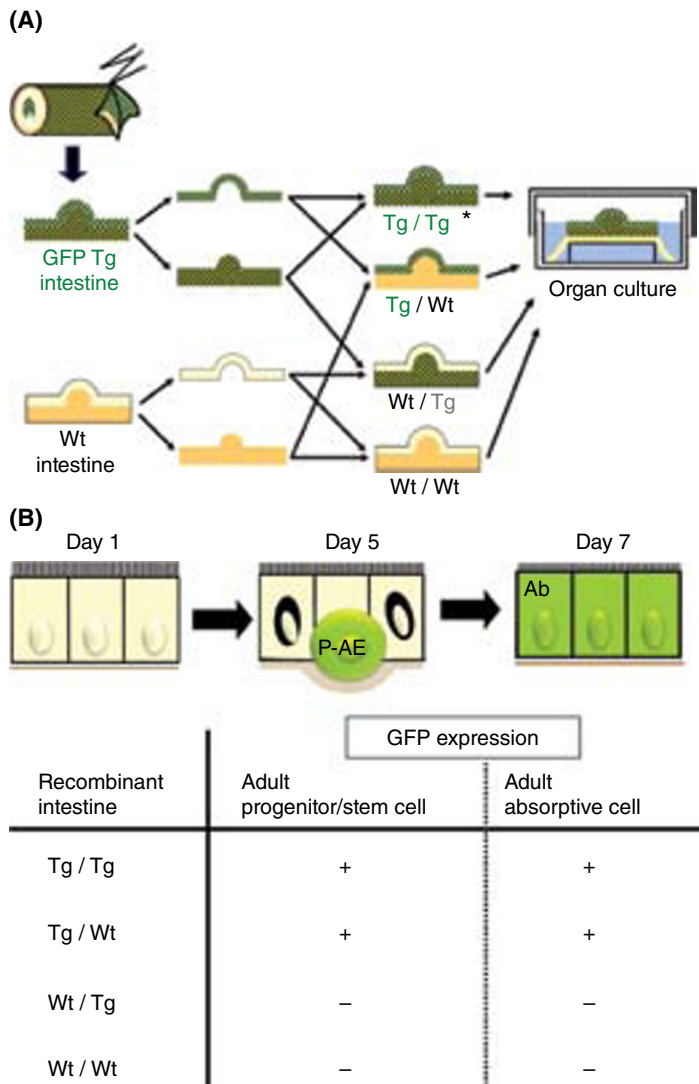 (A)
GFP Tg
intestine
Wt
intestine
Tg / Tg *
Tg / Wt
Wt / Tg
Wt / Wt
Organ culture
(B)
Day 1 Day 5 Day 7
P-AE
Ab
GFP expression
Recombinant
intestine
Adult
progenitor/stem cell
Adult
absorptive cell
Tg / Tg + +
Tg / Wt + +
Wt / Tg – –
Wt / Wt – –